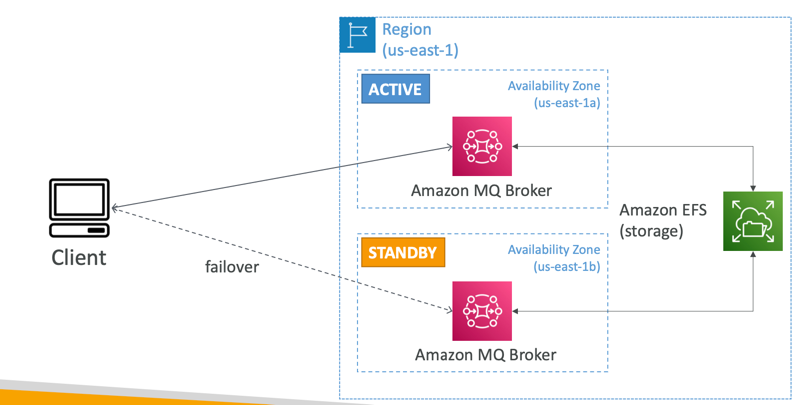 Region
(us-east-1)
ACTIVE
Availability Zone
(us-east-1a)
Amazon MQ Broker
Client
failover
Amazon EFS
(storage)
STANDBY
Availability Zone
(us-east-1b)
Amazon MQ Broker